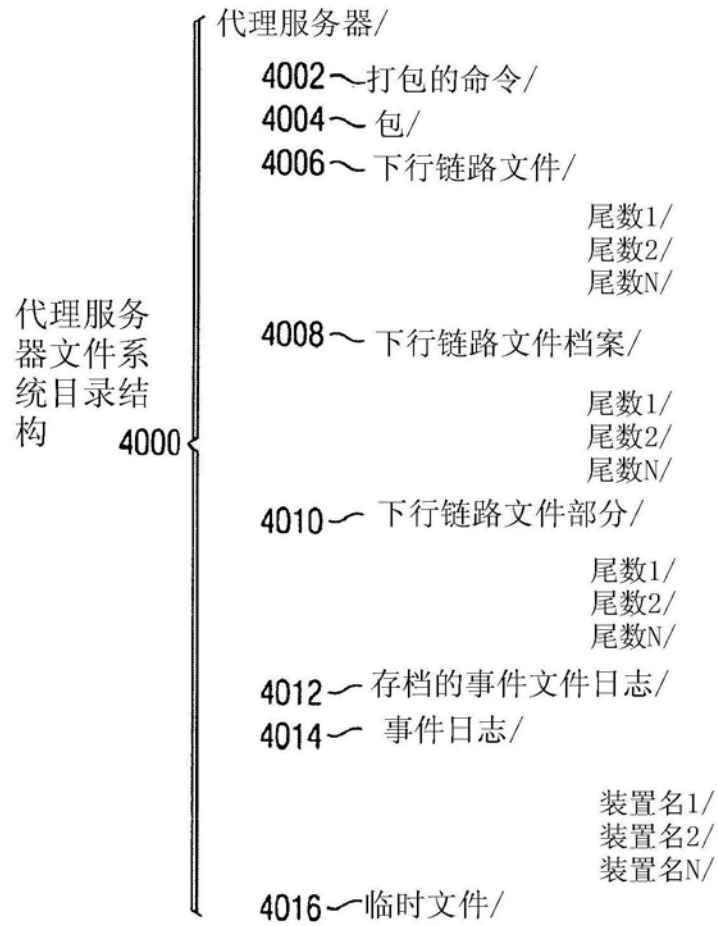 代理服务器/
4002 打包的命令/
4004 包/
4006 下行链路文件/
尾数1/
尾数2/
尾数N/
4008 下行链路文件档案/
尾数1/
尾数2/
尾数N/
代理服务
器文件系
统目录结
构 4000
4010 下行链路文件部分/
尾数1/
尾数2/
尾数N/
4012 存档的事件文件日志/
4014 事件日志/
装置名1/
装置名2/
装置名N/
4016 临时文件/